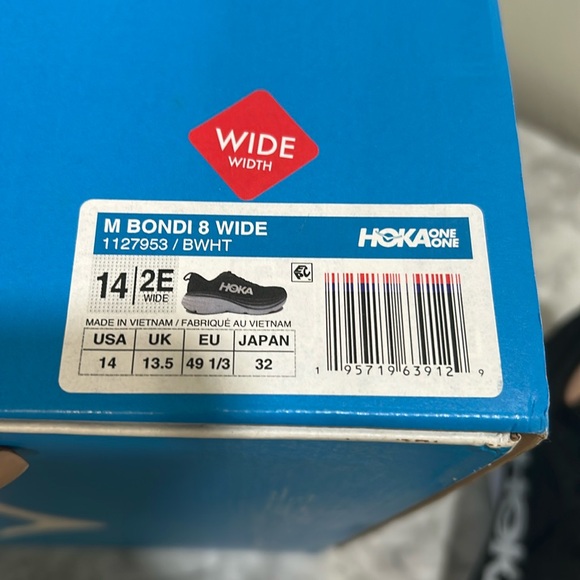 WIDE
WIDTH
M BONDI 8 WIDE
1127953 / BWHT
HOKA ONE ONE
14 2E WIDE
HOKA
MADE IN VIETNAM / FABRIQUÉ AU VIETNAM
USA UK EU JAPAN
14 13.5 49 1/3 32
1 95719 63912 9